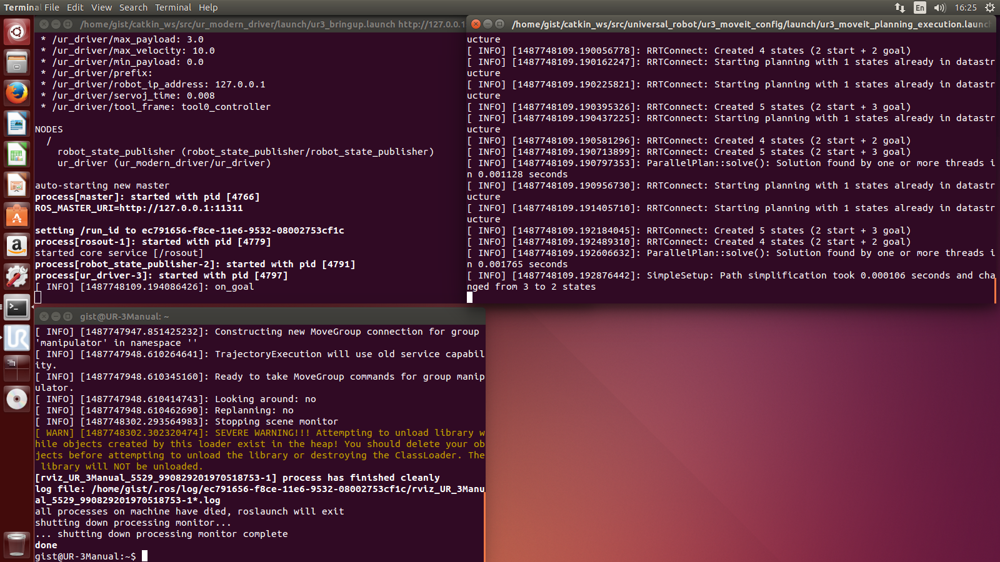 Terminal File Edit View Search Terminal Help
En 16:25
/home/gist/catkin_ws/src/ur_modern_driver/launch/ur3_bringup.launch http://127.0.0.1
* /ur_driver/max_payload: 3.0
* /ur_driver/max_velocity: 10.0
* /ur_driver/min_payload: 0.0
* /ur_driver/prefix:
* /ur_driver/robot_ip_address: 127.0.0.1
* /ur_driver/servoj_time: 0.008
* /ur_driver/tool_frame: tool0_controller
NODES
/
robot_state_publisher (robot_state_publisher/robot_state_publisher)
ur_driver (ur_modern_driver/ur_driver)
auto-starting new master
process[master]: started with pid [4766]
ROS_MASTER_URI=http://127.0.0.1:11311
setting /run_id to ec791656-f8ce-11e6-9532-08002753cf1c
process[rosout-1]: started with pid [4779]
started core service [/rosout]
process[robot_state_publisher-2]: started with pid [4791]
process[ur_driver-3]: started with pid [4797]
[ INFO] [1487748109.194086426]: on_goal
/home/gist/catkin_ws/src/universal_robot/ur3_moveit_config/launch/ur3_moveit_planning_execution.launc
ucture
[ INFO] [1487748109.190056778]: RRTConnect: Created 4 states (2 start + 2 goal)
[ INFO] [1487748109.190162247]: RRTConnect: Starting planning with 1 states already in datastr
ucture
[ INFO] [1487748109.190225821]: RRTConnect: Starting planning with 1 states already in datastr
ucture
[ INFO] [1487748109.190395326]: RRTConnect: Created 5 states (2 start + 3 goal)
[ INFO] [1487748109.190437225]: RRTConnect: Starting planning with 1 states already in datastr
ucture
[ INFO] [1487748109.190581296]: RRTConnect: Created 4 states (2 start + 2 goal)
[ INFO] [1487748109.190713899]: RRTConnect: Created 5 states (2 start + 3 goal)
[ INFO] [1487748109.190797353]: ParallelPlan::solve(): Solution found by one or more threads i
n 0.001128 seconds
[ INFO] [1487748109.190956730]: RRTConnect: Starting planning with 1 states already in datastr
ucture
[ INFO] [1487748109.191405710]: RRTConnect: Starting planning with 1 states already in datastr
ucture
[ INFO] [1487748109.192184045]: RRTConnect: Created 5 states (2 start + 3 goal)
[ INFO] [1487748109.192489310]: RRTConnect: Created 4 states (2 start + 2 goal)
[ INFO] [1487748109.192606632]: ParallelPlan::solve(): Solution found by one or more threads i
n 0.001765 seconds
[ INFO] [1487748109.192876442]: SimpleSetup: Path simplification took 0.000106 seconds and cha
nged from 3 to 2 states
gist@UR-3Manual: ~
[ INFO] [1487747947.851425232]: Constructing new MoveGroup connection for group
'manipulator' in namespace ''
[ INFO] [1487747948.610264641]: TrajectoryExecution will use old service capabil
ity.
[ INFO] [1487747948.610345160]: Ready to take MoveGroup commands for group manip
ulator.
[ INFO] [1487747948.610414743]: Looking around: no
[ INFO] [1487747948.610462690]: Replanning: no
[ INFO] [1487748302.293564983]: Stopping scene monitor
[ WARN] [1487748302.302320474]: SEVERE WARNING!!! Attempting to unload library w
hile objects created by this loader exist in the heap! You should delete your ob
jects before attempting to unload the library or destroying the ClassLoader. The
library will NOT be unloaded.
[rviz_UR_3Manual_5529_990829201970518753-1] process has finished cleanly
log file: /home/gist/.ros/log/ec791656-f8ce-11e6-9532-08002753cf1c/rviz_UR_3Manu
al_5529_990829201970518753-1*.log
all processes on machine have died, roslaunch will exit
shutting down processing monitor...
... shutting down processing monitor complete
done
gist@UR-3Manual:~$